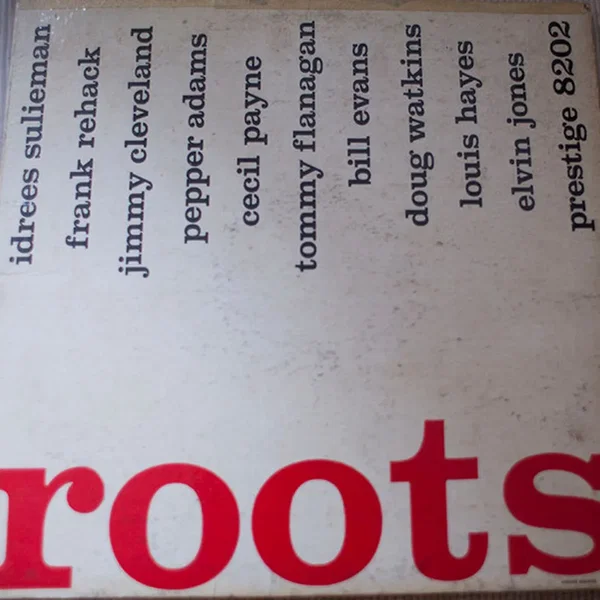 idrees sulieman
frank rehack
jimmy cleveland
pepper adams
cecil payne
tommy flanagan
bill evans
doug watkins
louis hayes
elvin jones
prestige 8202
roots